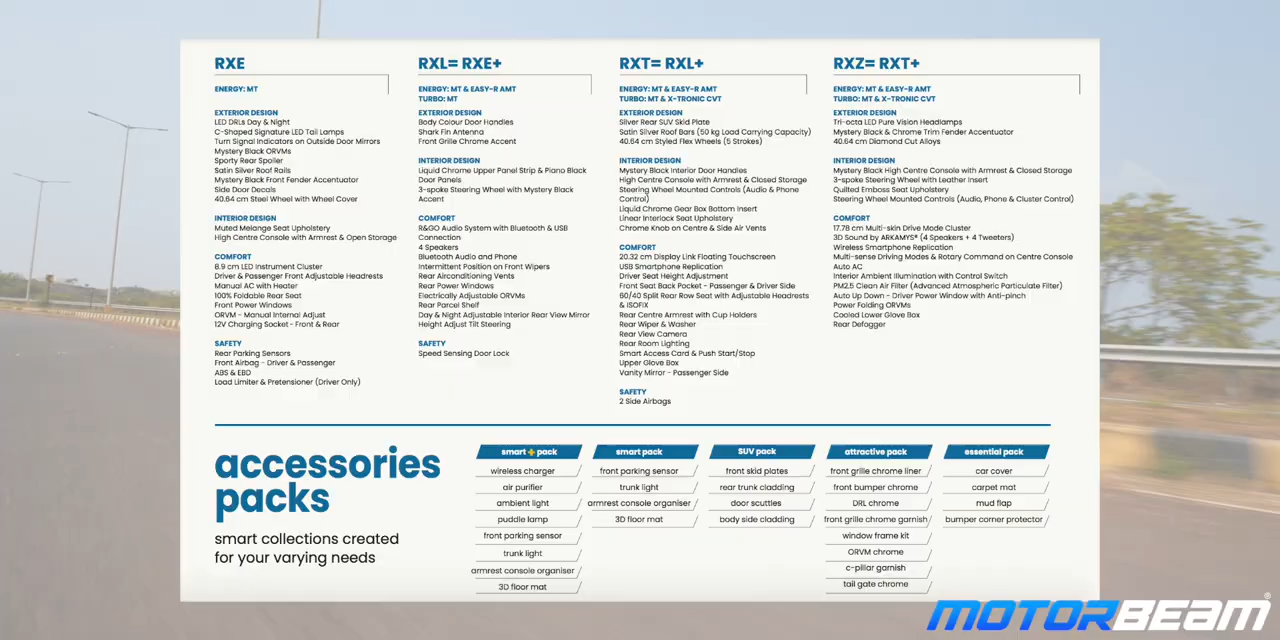 RXE
ENERGY: MT
EXTERIOR DESIGN
LED DRLs Day & Night
C-Shaped Signature LED Tail Lamps
Turn Signal Indicators on Outside Door Mirrors
Mystery Black ORVMs
Sporty Rear Spoiler
Satin Silver Roof Rails
Mystery Black Front Fender Accentuator
Side Door Decals
40.64 cm Steel Wheel with Wheel Cover
INTERIOR DESIGN
Muted Melange Seat Upholstery
High Centre Console with Armrest & Open Storage
COMFORT
8.9 cm LED Instrument Cluster
Driver & Passenger Front Adjustable Headrests
Manual AC with Heater
100% Foldable Rear Seat
Front Power Windows
ORVM - Manual Internal Adjust
12V Charging Socket - Front & Rear
SAFETY
Rear Parking Sensors
Front Airbag - Driver & Passenger
ABS & EBD
Load Limiter & Pretensioner (Driver Only)
RXL= RXE+
ENERGY: MT & EASY-R AMT
TURBO: MT
EXTERIOR DESIGN
Body Colour Door Handles
Shark Fin Antenna
Front Grille Chrome Accent
INTERIOR DESIGN
Liquid Chrome Upper Panel Strip & Piano Black
Door Panels
3-spoke Steering Wheel with Mystery Black
Accent
COMFORT
R&GO Audio System with Bluetooth & USB
Connection
4 Speakers
Bluetooth Audio and Phone
Intermittent Position on Front Wipers
Rear Airconditioning Vents
Rear Power Windows
Electrically Adjustable ORVMs
Rear Parcel Shelf
Day & Night Adjustable Interior Rear View Mirror
Height Adjust Tilt Steering
SAFETY
Speed Sensing Door Lock
RXT= RXL+
ENERGY: MT & EASY-R AMT
TURBO: MT & X-TRONIC CVT
EXTERIOR DESIGN
Silver Rear SUV Skid Plate
Satin Silver Roof Bars (50 kg Load Carrying Capacity)
40.64 cm Styled Flex Wheels (5 Strokes)
INTERIOR DESIGN
Mystery Black Interior Door Handles
High Centre Console with Armrest & Closed Storage
Steering Wheel Mounted Controls (Audio & Phone
Control)
Liquid Chrome Gear Box Bottom Insert
Linear Interlock Seat Upholstery
Chrome Knob on Centre & Side Air Vents
COMFORT
20.32 cm Display Link Floating Touchscreen
USB Smartphone Replication
Driver Seat Height Adjustment
Front Seat Back Pocket - Passenger & Driver Side
60/40 Split Rear Row Seat with Adjustable Headrests
& ISOFIX
Rear Centre Armrest with Cup Holders
Rear Wiper & Washer
Rear View Camera
Rear Room Lighting
Smart Access Card & Push Start/Stop
Upper Glove Box
Vanity Mirror - Passenger Side
SAFETY
2 Side Airbags
RXZ= RXT+
ENERGY: MT & EASY-R AMT
TURBO: MT & X-TRONIC CVT
EXTERIOR DESIGN
Tri-octa LED Pure Vision Headlamps
Mystery Black & Chrome Trim Fender Accentuator
40.64 cm Diamond Cut Alloys
INTERIOR DESIGN
Mystery Black High Centre Console with Armrest & Closed Storage
3-spoke Steering Wheel with Leather Insert
Quilted Emboss Seat Upholstery
Steering Wheel Mounted Controls (Audio, Phone & Cluster Control)
COMFORT
17.78 cm Multi-skin Drive Mode Cluster
3D Sound by ARKAMYS® (4 Speakers + 4 Tweeters)
Wireless Smartphone Replication
Multi-sense Driving Modes & Rotary Command on Centre Console
Auto AC
Interior Ambient Illumination with Control Switch
PM2.5 Clean Air Filter (Advanced Atmospheric Particulate Filter)
Auto Up Down - Driver Power Window with Anti-pinch
Power Folding ORVMs
Cooled Lower Glove Box
Rear Defogger
accessories
packs
smart collections created
for your varying needs
smart + pack
wireless charger
air purifier
ambient light
puddle lamp
front parking sensor
trunk light
armrest console organiser
3D floor mat
smart pack
front parking sensor
trunk light
armrest console organiser
3D floor mat
SUV pack
front skid plates
rear trunk cladding
door scuttles
body side cladding
attractive pack
front grille chrome liner
front bumper chrome
DRL chrome
front grille chrome garnish
window frame kit
ORVM chrome
c-pillar garnish
tail gate chrome
essential pack
car cover
carpet mat
mud flap
bumper corner protector
MOTORBEAM®